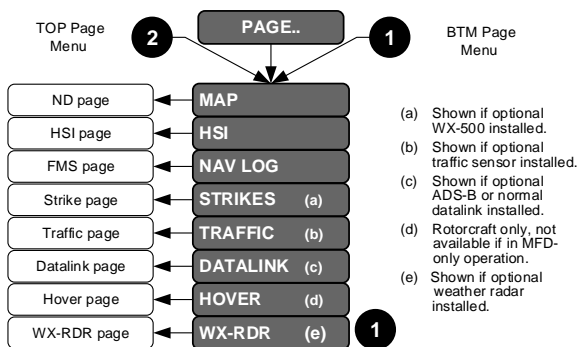 TOP Page
Menu
2
PAGE..
1
BTM Page
Menu
ND page
MAP
HSI page
HSI
FMS page
NAV LOG
Strike page
STRIKES (a)
Traffic page
TRAFFIC (b)
Datalink page
DATALINK (c)
Hover page
HOVER (d)
WX-RDR page
WX-RDR (e)
1
(a) Shown if optional
WX-500 installed.
(b) Shown if optional
traffic sensor installed.
(c) Shown if optional
ADS-B or normal
datalink installed.
(d) Rotorcraft only, not
available if in MFD-
only operation.
(e) Shown if optional
weather radar
installed.